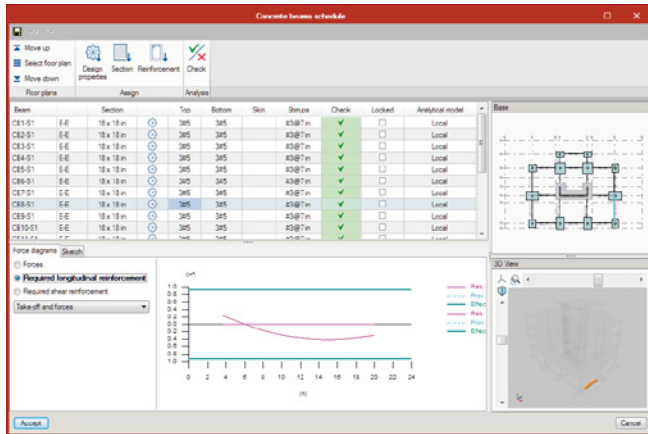 Concrete beams schedule
Move up
Select floor plan
Move down
Floor plans
Design properties
Section
Reinforcement
Assign
Check
Analysis
Beam Section Top Bottom Skin Stirrups Check Locked Analytical model
CB1-S1 18 x 18 in 3#5 3#5 #3@7 in Local
CB2-S1 E-E 18 x 18 in 3#5 3#5 #3@7 in Local
CB3-S1 E-E 18 x 18 in 3#5 3#5 #3@7 in Local
CB4-S1 E-E 18 x 18 in 3#5 3#5 #3@7 in Local
CB5-S1 E-E 18 x 18 in 3#5 3#5 #3@7 in Local
CB6-S1 E-E 18 x 18 in 3#5 3#5 #3@7 in Local
CB7-S1 18 x 18 in 3#5 3#5 #3@7 in Local
CB8-S1 E-E 18 x 18 in 3#5 3#5 #3@7 in Local
CB9-S1 E-E 18 x 18 in 3#5 3#5 #3@7 in Local
CB10-S1 E-E 18 x 18 in 3#5 3#5 #3@7 in Local
Base
Force diagrams Sketch
Forces
Required longitudinal reinforcement
Required shear reinforcement
Take-off and forces
(in²)
1.0
0.8
0.6
0.4
0.2
0.0
0.2
0.4
0.6
0.8
1.0
0 2 4 6 8 10 12 14 16 18 20 22 24
(ft)
Req.
Prov.
Effec
Req.
Prov.
Effec
3D View
Accept
Cancel